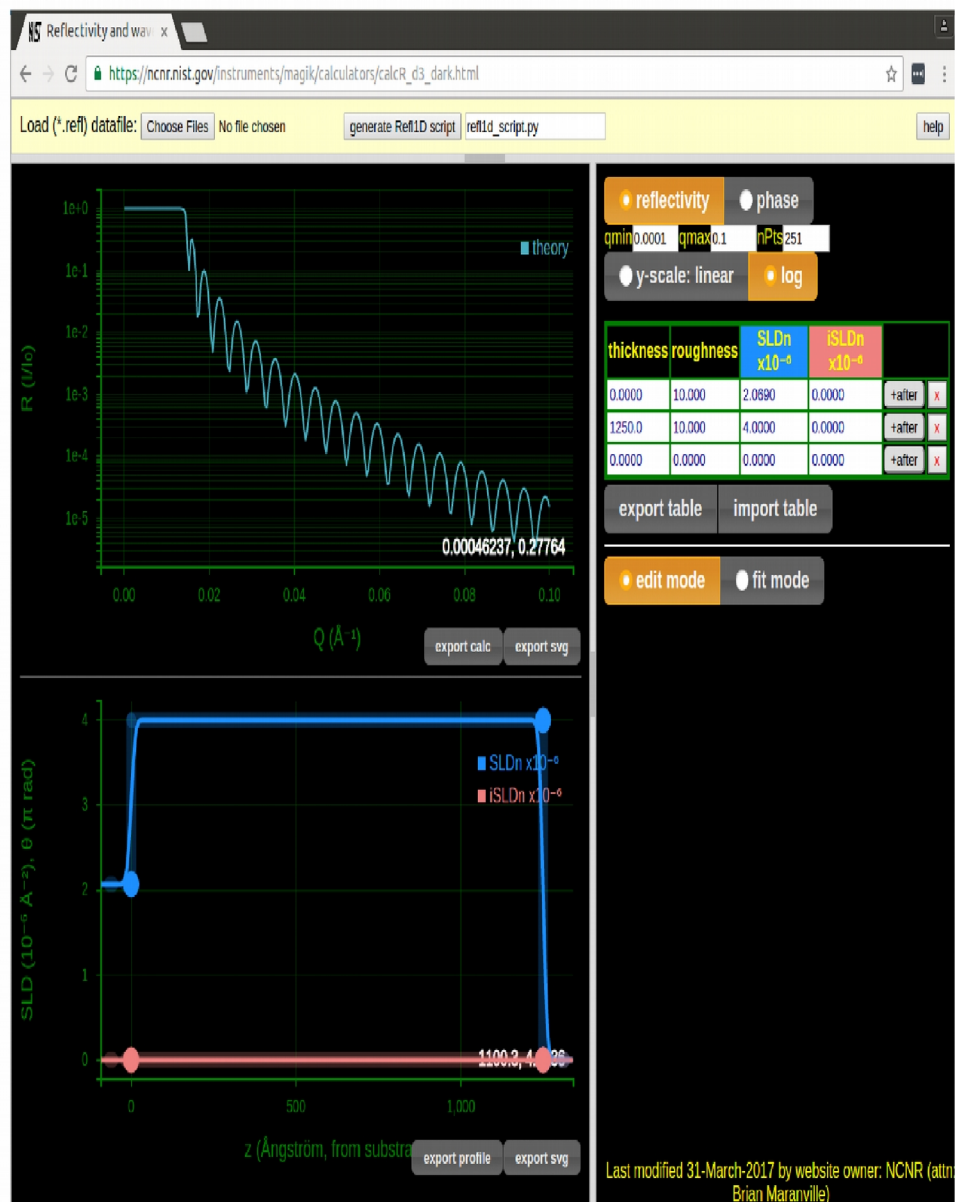 NIST Reflectivity and wav x
https://ncnr.nist.gov/instruments/magik/calculators/calcR_d3_dark.html
Load (*.refl) datafile: Choose Files No file chosen generate Refl1D script refl1d_script.py help
reflectivity phase
qmin 0.0001 qmax 0.1 nPts 251
y-scale: linear log
thickness roughness SLDn x10⁻⁶ iSLDn x10⁻⁶
0.0000 10.000 2.0690 0.0000 +after x
1250.0 10.000 4.0000 0.0000 +after x
0.0000 0.0000 0.0000 0.0000 +after x
export table import table
edit mode fit mode
R (I/Io)
1e+0
1e-1
1e-2
1e-3
1e-4
1e-5
theory
0.00046237, 0.27764
0.00 0.02 0.04 0.06 0.08 0.10
Q (Å⁻¹)
export calc export svg
SLD (10⁻⁶ Å⁻²), θ (π rad)
4
3
2
1
0
SLDn x10⁻⁶
iSLDn x10⁻⁶
1100.3,
0 500 1,000
z (Ångström, from substra
export profile export svg
Last modified 31-March-2017 by website owner: NCNR (attn:
Brian Maranville)